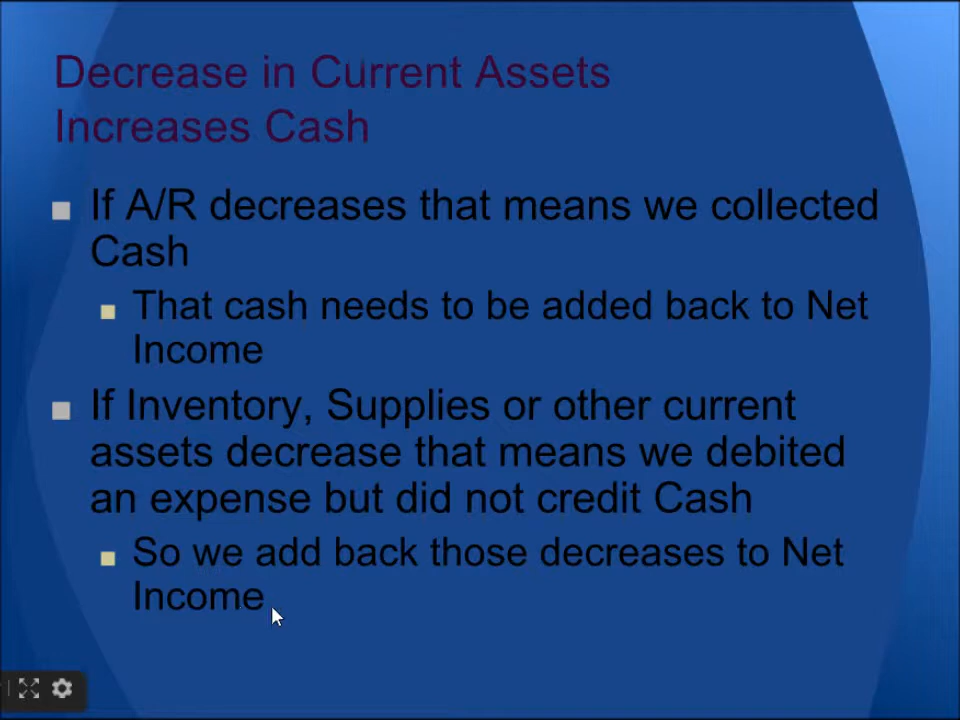 Decrease in Current Assets
Increases Cash
If A/R decreases that means we collected
Cash
That cash needs to be added back to Net
Income
If Inventory, Supplies or other current
assets decrease that means we debited
an expense but did not credit Cash
So we add back those decreases to Net
Income